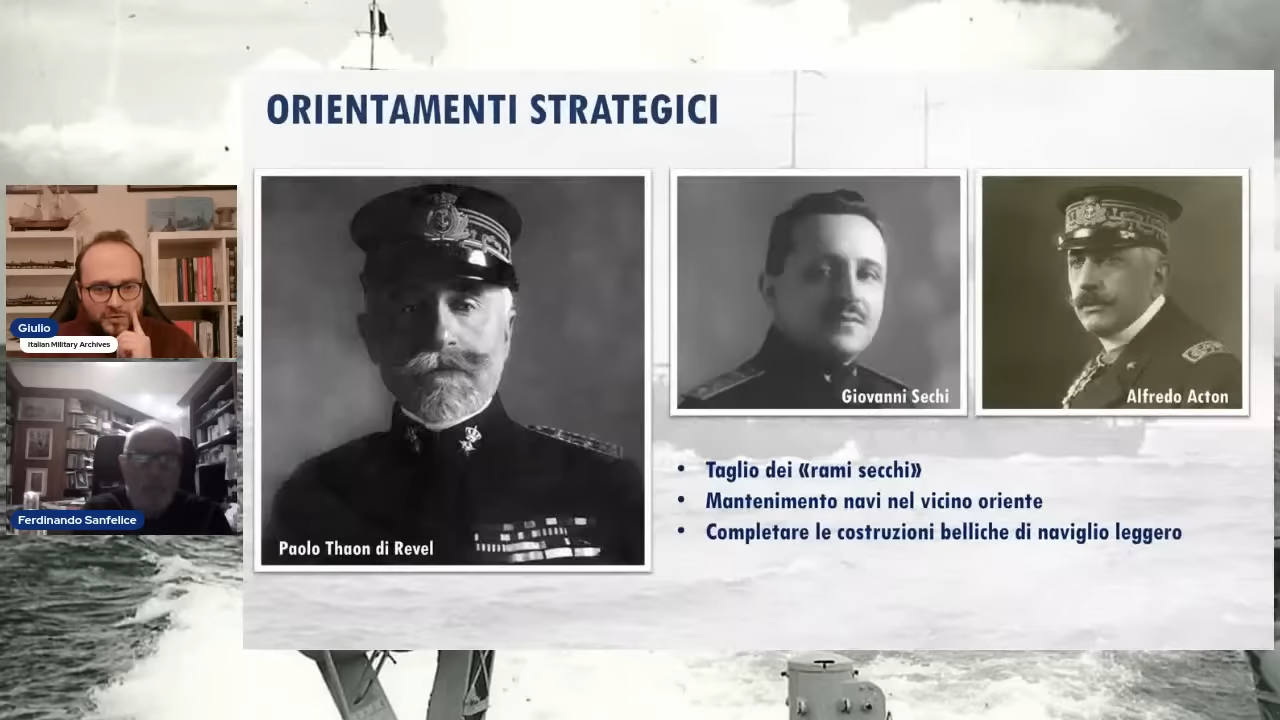 ORIENTAMENTI STRATEGICI
Giulio
Italian Military Archives
Ferdinando Sanfelice
Paolo Thaon di Revel
Giovanni Sechi
Alfredo Acton
• Taglio dei «rami secchi»
• Mantenimento navi nel vicino oriente
• Completare le costruzioni belliche di naviglio leggero